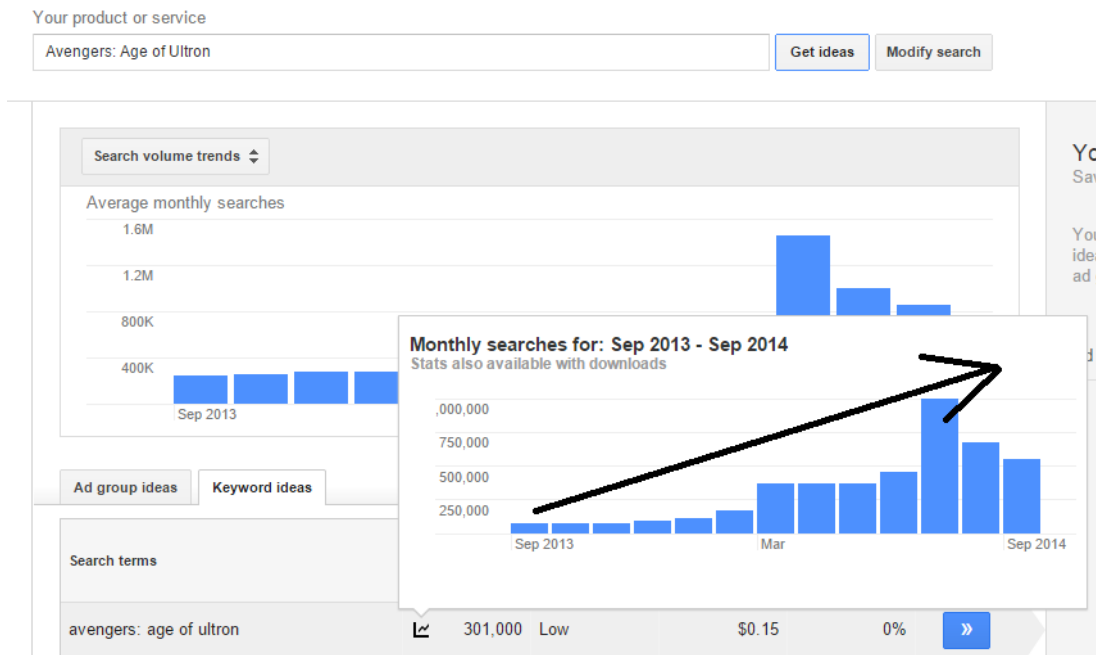 Your product or service
Avengers: Age of Ultron
Get ideas
Modify search
Search volume trends
Average monthly searches
1.6M
1.2M
800K
400K
Sep 2013
Monthly searches for: Sep 2013 - Sep 2014
Stats also available with downloads
,000,000
750,000
500,000
250,000
Sep 2013 Mar Sep 2014
Ad group ideas Keyword ideas
Search terms
avengers: age of ultron 301,000 Low $0.15 0% »